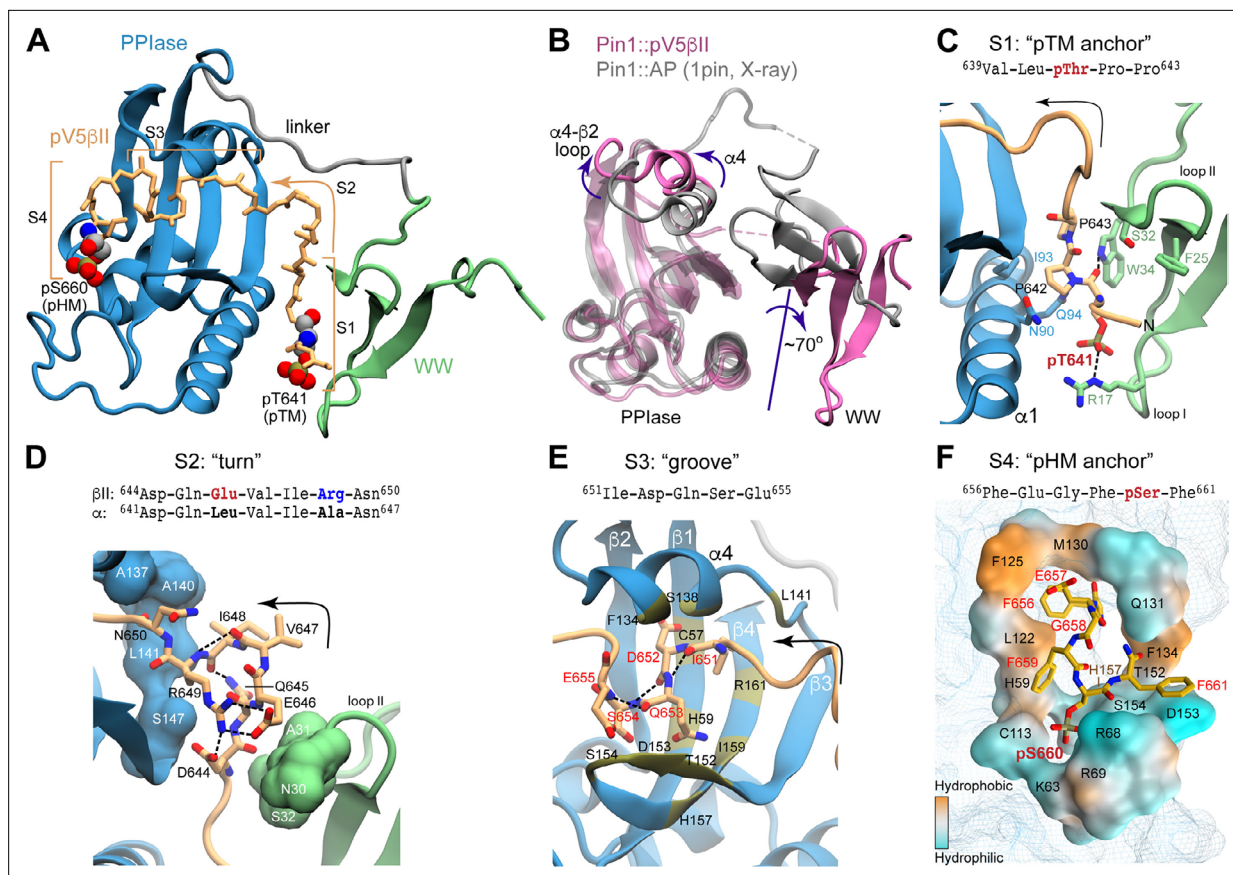 A
PPIase
pV5βII
S3
linker
S2
S4
pS660
(pHM)
S1
WW
pT641
(pTM)
B
Pin1::pV5βII
Pin1::AP (1pin, X-ray)
α4-β2
loop
α4
~70°
PPIase
WW
C
S1: “pTM anchor”
639Val-Leu-pThr-Pro-Pro643
loop II
P643
S32
I93
F25
W34
P642
Q94
N90
N
pT641
R17
loop I
α1
D
S2: “turn”
βII: 644Asp-Gln-Glu-Val-Ile-Arg-Asn650
α: 641Asp-Gln-Leu-Val-Ile-Ala-Asn647
A137
A140
I648
V647
N650
L141
Q645
R649
E646
loop II
S147
A31
D644
N30
S32
E
S3: “groove”
651Ile-Asp-Gln-Ser-Glu655
β2
β1
α4
S138
L141
F134
C57
β4
D652
I651
E655
R161
β3
S654
Q653
H59
D153
I159
S154
T152
H157
F
S4: “pHM anchor”
656Phe-Glu-Gly-Phe-pSer-Phe661
M130
F125
E657
Q131
F656
G658
L122
F134
F659
H157
T152
H59
F661
S154
D153
C113
R68
pS660
R69
K63
Hydrophobic
Hydrophilic